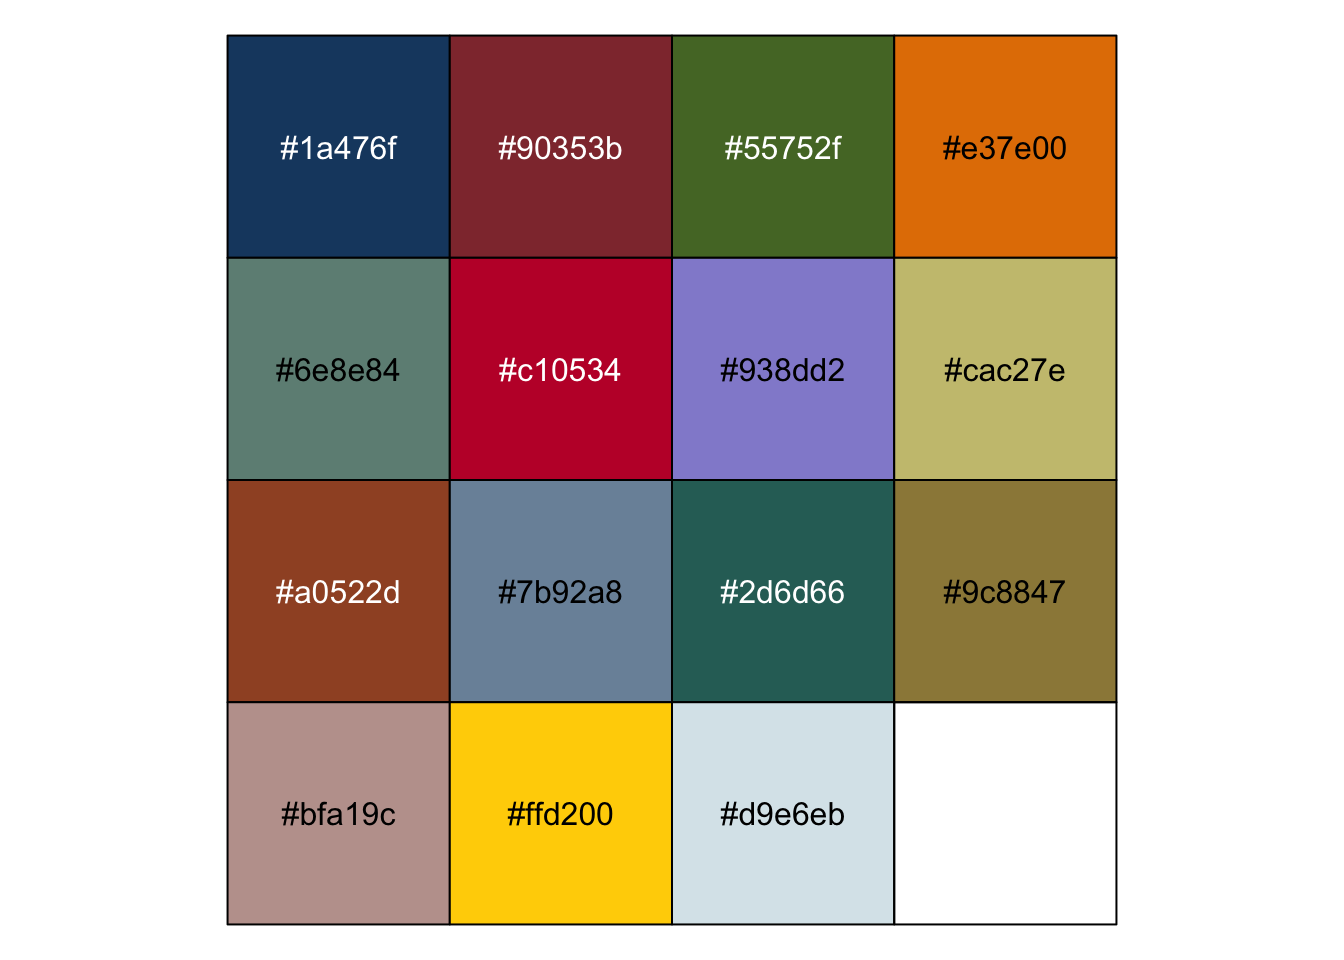 #1a476f #90353b #55752f #e37e00
#6e8e84 #c10534 #938dd2 #cac27e
#a0522d #7b92a8 #2d6d66 #9c8847
#bfa19c #ffd200 #d9e6eb